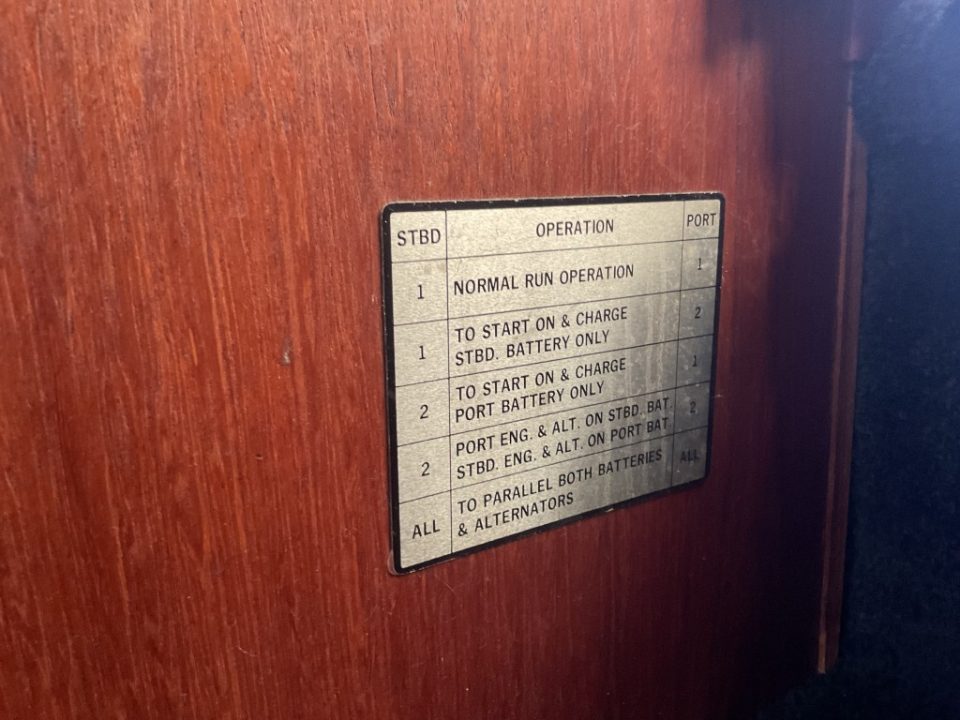 STBD OPERATION PORT
1 NORMAL RUN OPERATION 1
1 TO START ON & CHARGE 2
STBD. BATTERY ONLY
2 TO START ON & CHARGE 1
PORT BATTERY ONLY
2 PORT ENG. & ALT. ON STBD. BAT. 2
STBD. ENG. & ALT. ON PORT BAT.
ALL TO PARALLEL BOTH BATTERIES ALL
& ALTERNATORS